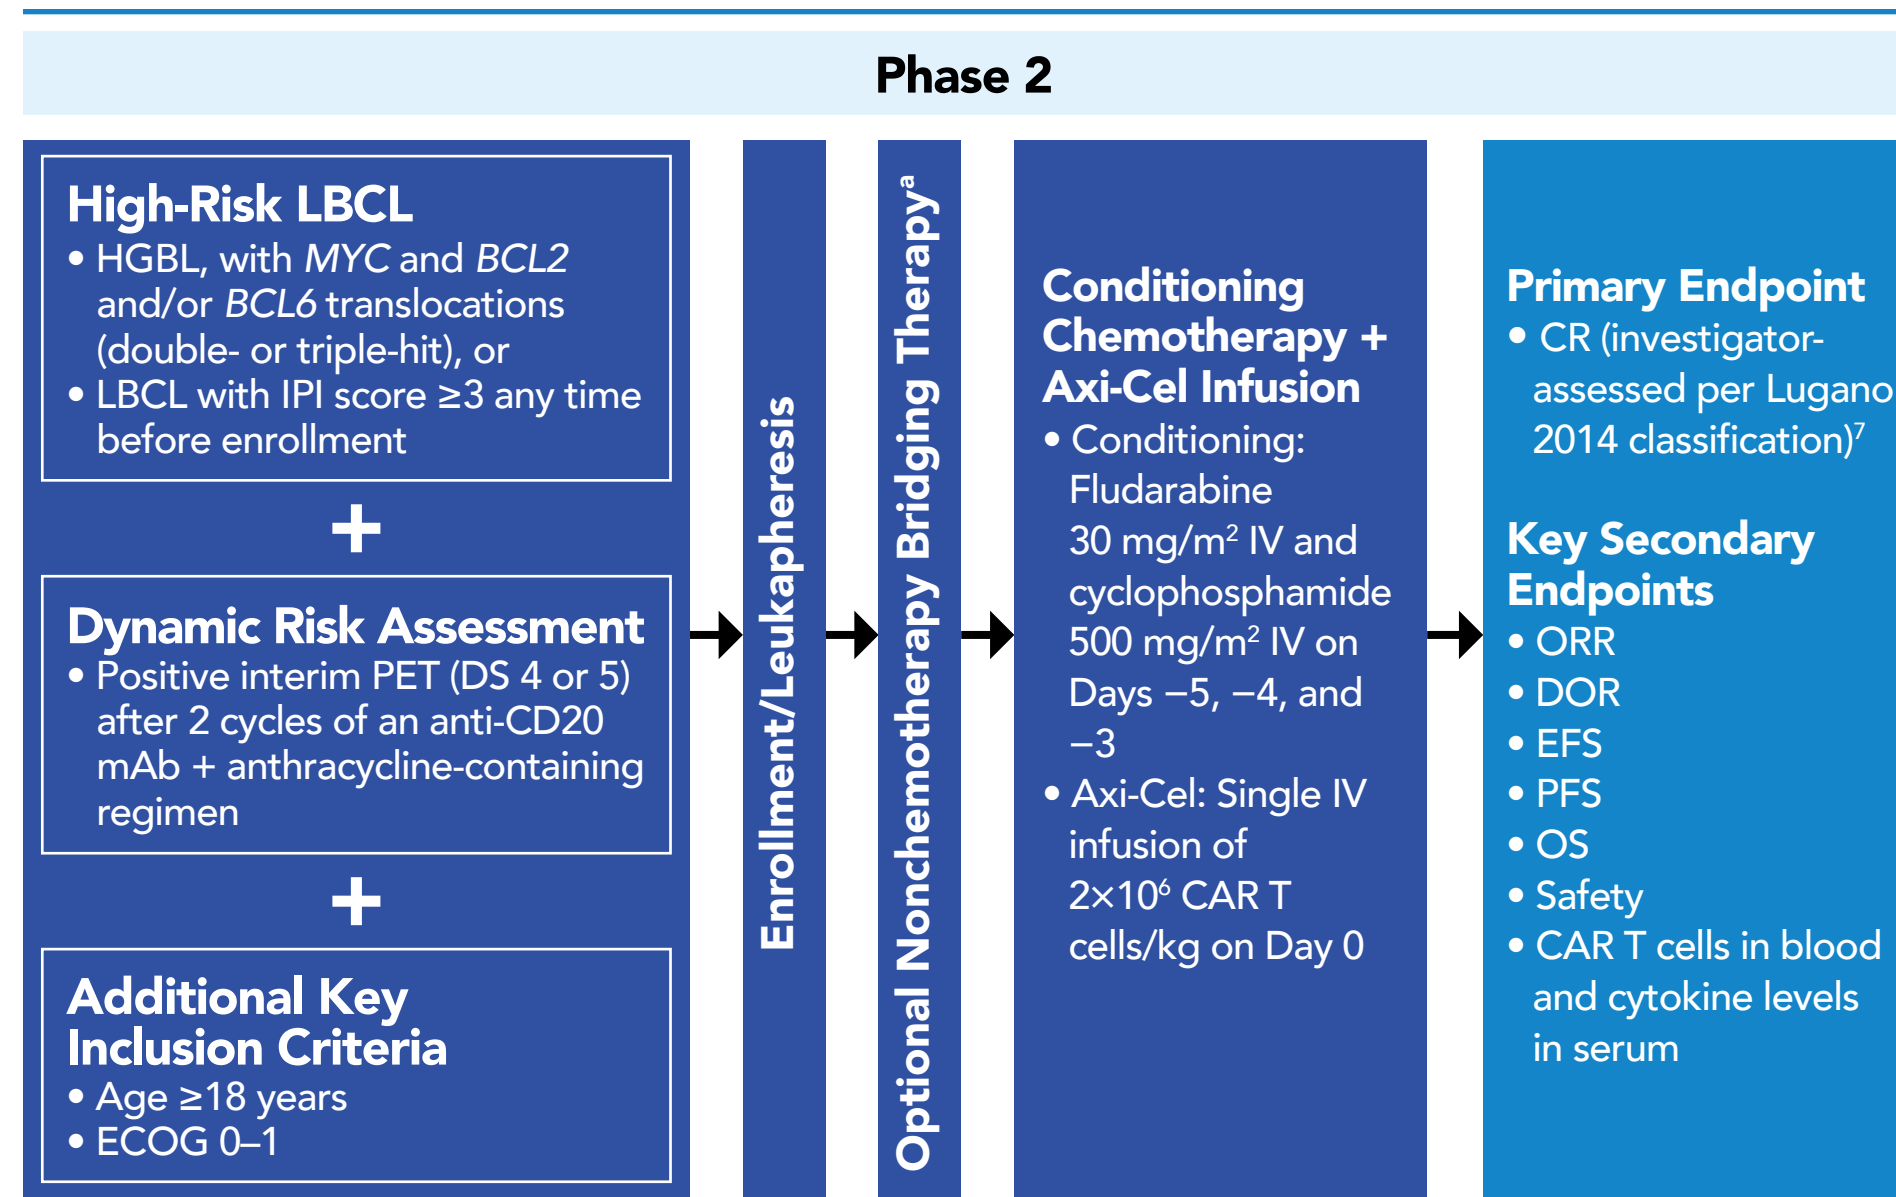 Phase 2
High-Risk LBCL
• HGBL, with MYC and BCL2
and/or BCL6 translocations
(double- or triple-hit), or
• LBCL with IPI score ≥3 any time
before enrollment
+
Dynamic Risk Assessment
• Positive interim PET (DS 4 or 5)
after 2 cycles of an anti-CD20
mAb + anthracycline-containing
regimen
+
Additional Key
Inclusion Criteria
• Age ≥18 years
• ECOG 0–1
Enrollment/Leukapheresis
Optional Nonchemotherapy Bridging Therapyᵃ
Conditioning
Chemotherapy +
Axi-Cel Infusion
• Conditioning:
Fludarabine
30 mg/m² IV and
cyclophosphamide
500 mg/m² IV on
Days −5, −4, and
−3
• Axi-Cel: Single IV
infusion of
2×10⁶ CAR T
cells/kg on Day 0
Primary Endpoint
• CR (investigator-
assessed per Lugano
2014 classification)⁷
Key Secondary
Endpoints
• ORR
• DOR
• EFS
• PFS
• OS
• Safety
• CAR T cells in blood
and cytokine levels
in serum